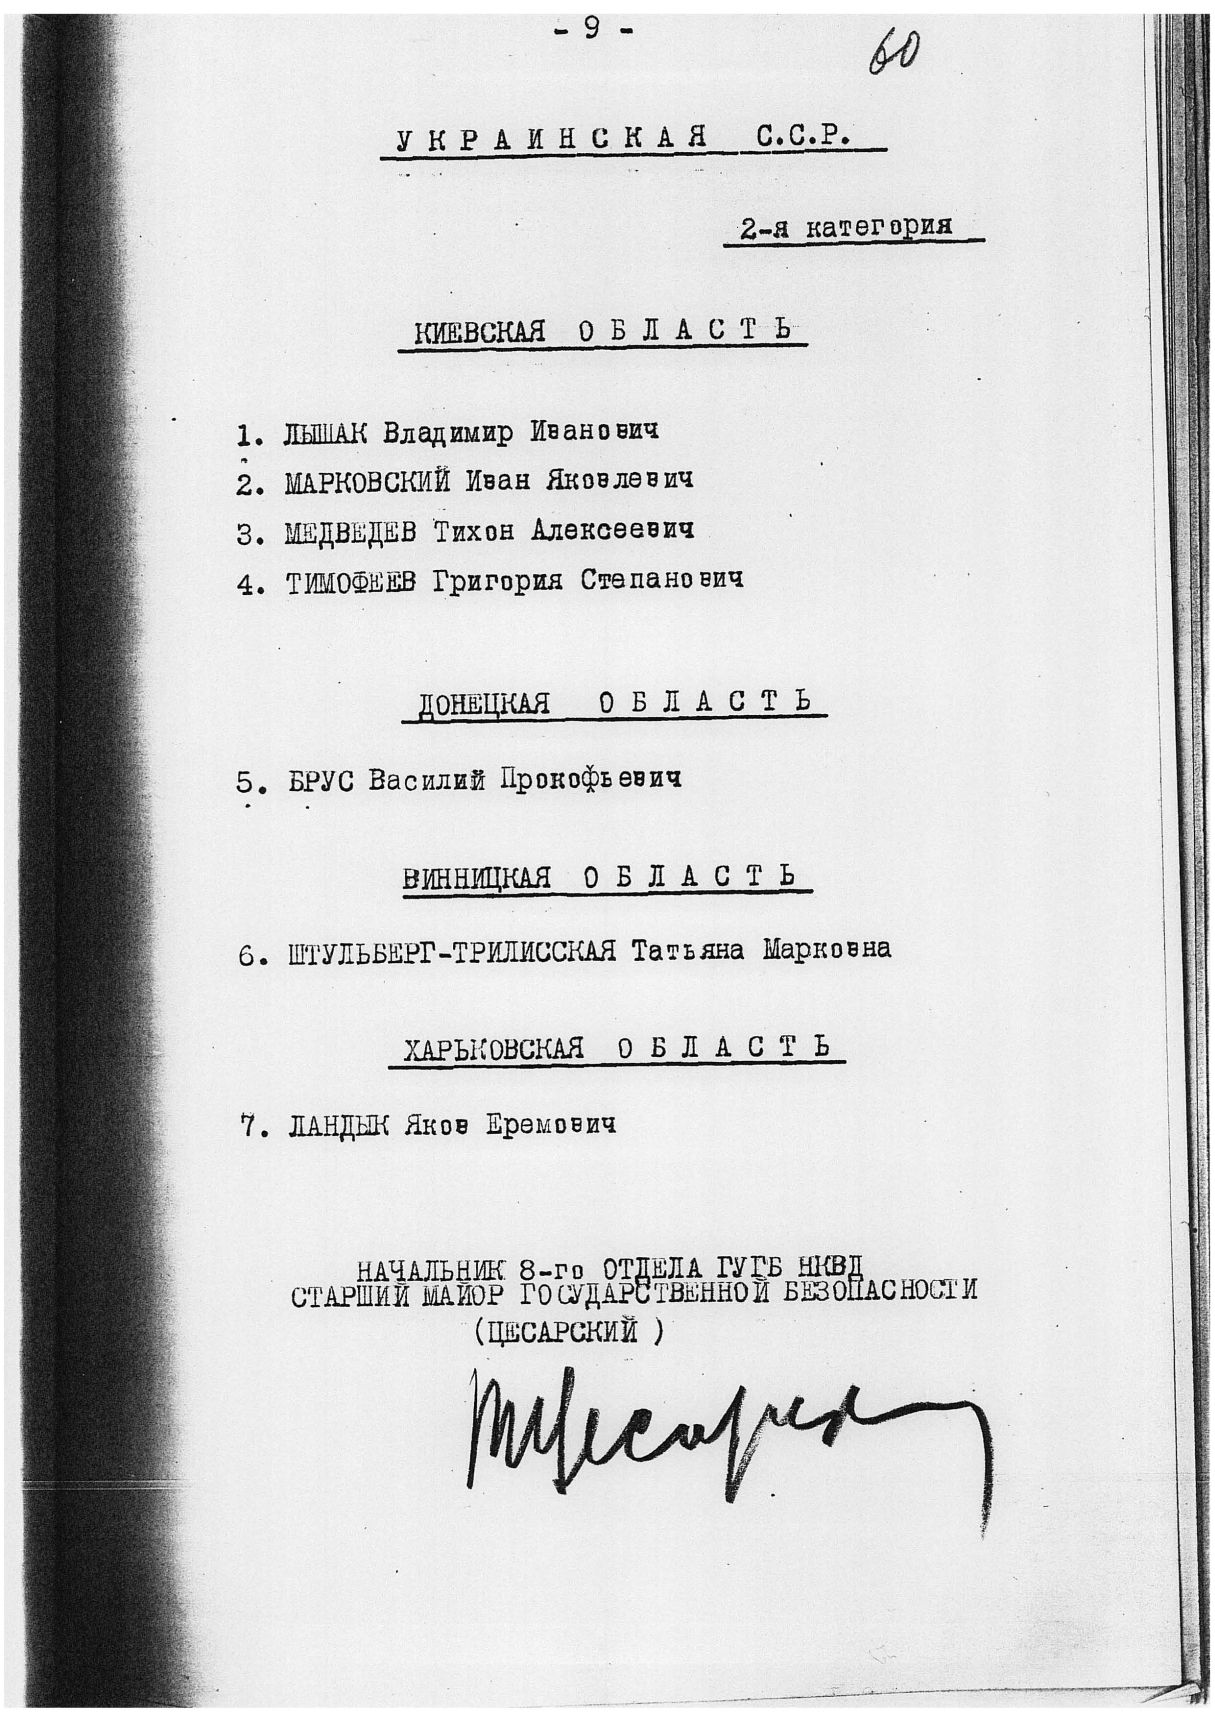 - 9 -
60
УКРАИНСКАЯ С.С.Р.
2-я категория
КИЕВСКАЯ ОБЛАСТЬ
1. ЛЫШАК Владимир Иванович
2. МАРКОВСКИЙ Иван Яковлевич
3. МЕДВЕДЕВ Тихон Алексеевич
4. ТИМОФЕЕВ Григория Степанович
ДОНЕЦКАЯ ОБЛАСТЬ
5. БРУС Василий Прокофьевич
ВИННИЦКАЯ ОБЛАСТЬ
6. ШТУЛЬБЕРГ-ТРИЛИССКАЯ Татьяна Марковна
ХАРЬКОВСКАЯ ОБЛАСТЬ
7. ЛАНДЫК Яков Еремович
НАЧАЛЬНИК 8-го ОТДЕЛА ГУГБ НКВД
СТАРШИЙ МАЙОР ГОСУДАРСТВЕННОЙ БЕЗОПАСНОСТИ
(ЦЕСАРСКИЙ )